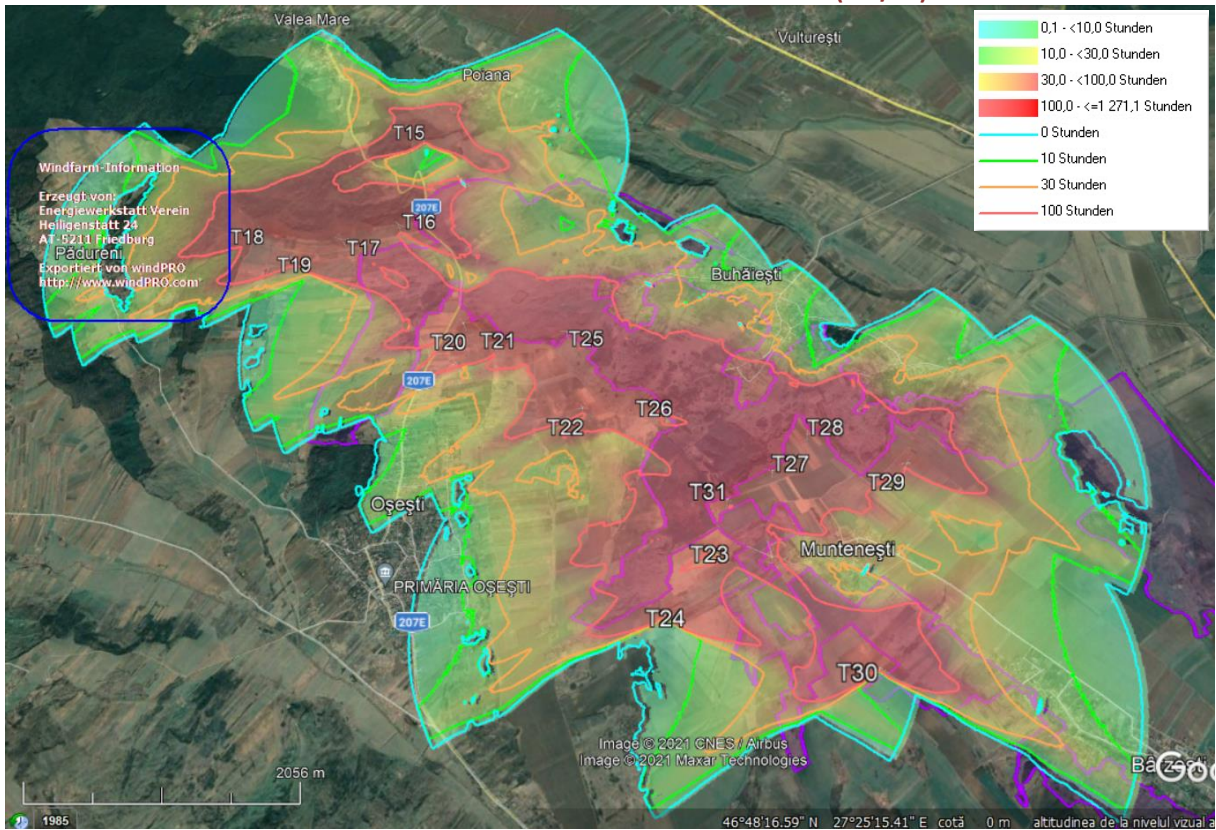 Valea Mare
Vulturești
Poiana
0,1 - <10,0 Stunden
10,0 - <30,0 Stunden
30,0 - <100,0 Stunden
100,0 - <=1 271,1 Stunden
0 Stunden
10 Stunden
30 Stunden
100 Stunden
Windfarm-Information
Erzeugt von:
Energiewerkstatt Verein
Heiligenstatt 24
AT-5211 Friedburg
Pădureni
Exportiert von windPRO
http://www.windPRO.com
T15
207E
T16
T18
T17
T19
Buhăiești
T20
T21
T25
207E
T26
T22
T28
T27
T29
T31
Oșești
T23
Muntenești
PRIMĂRIA OȘEȘTI
207E
T24
T30
Image © 2021 CNES / Airbus
Image © 2021 Maxar Technologies
2056 m
1985
46°48'16.59" N 27°25'15.41" E cotă 0 m altitudinea de la nivelul vizual